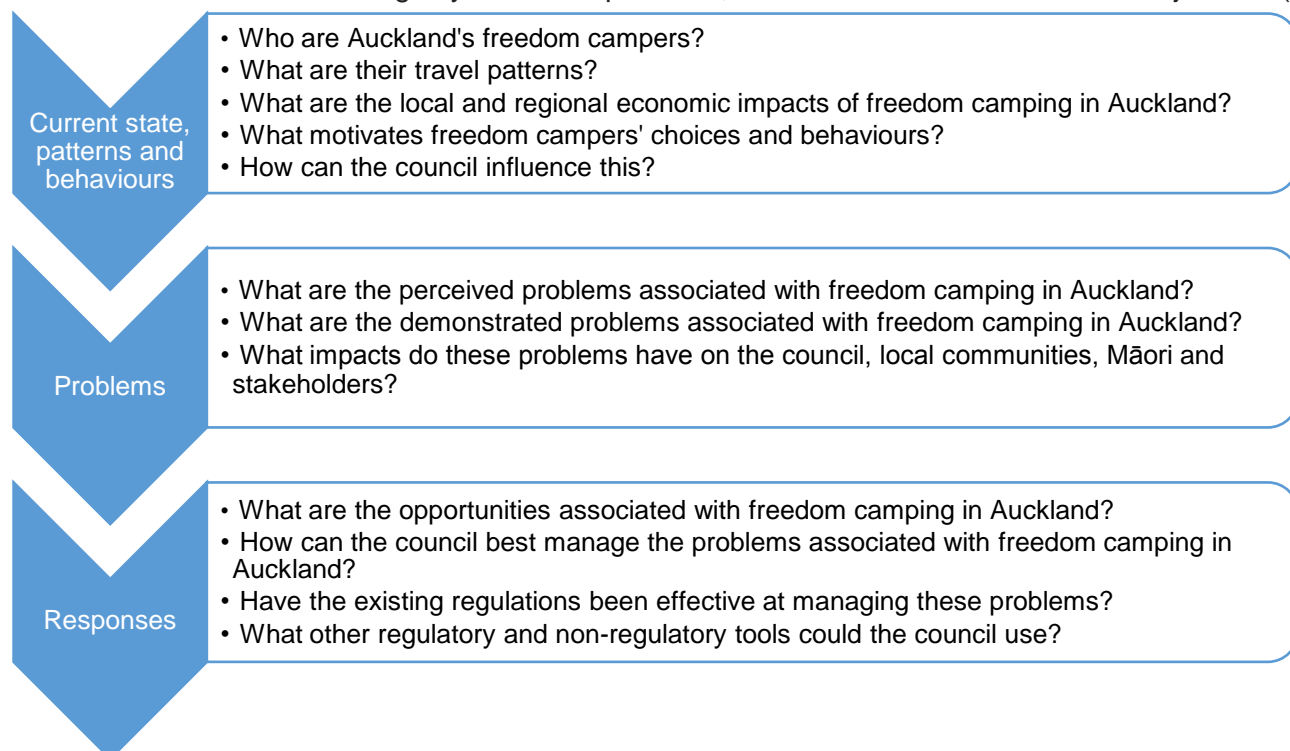 • Who are Auckland's freedom campers?
• What are their travel patterns?
• What are the local and regional economic impacts of freedom camping in Auckland?
• What motivates freedom campers' choices and behaviours?
• How can the council influence this?
Current state,
patterns and
behaviours
• What are the perceived problems associated with freedom camping in Auckland?
• What are the demonstrated problems associated with freedom camping in Auckland?
• What impacts do these problems have on the council, local communities, Māori and
stakeholders?
Problems
• What are the opportunities associated with freedom camping in Auckland?
• How can the council best manage the problems associated with freedom camping in
Auckland?
• Have the existing regulations been effective at managing these problems?
• What other regulatory and non-regulatory tools could the council use?
Responses